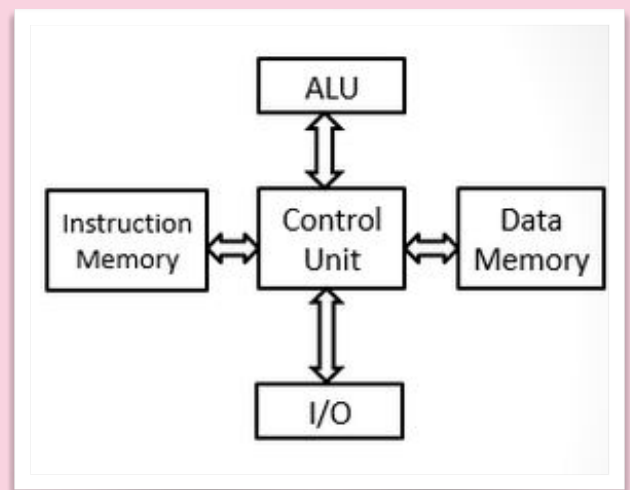 ALU
Instruction
Memory
Control
Unit
Data
Memory
I/O